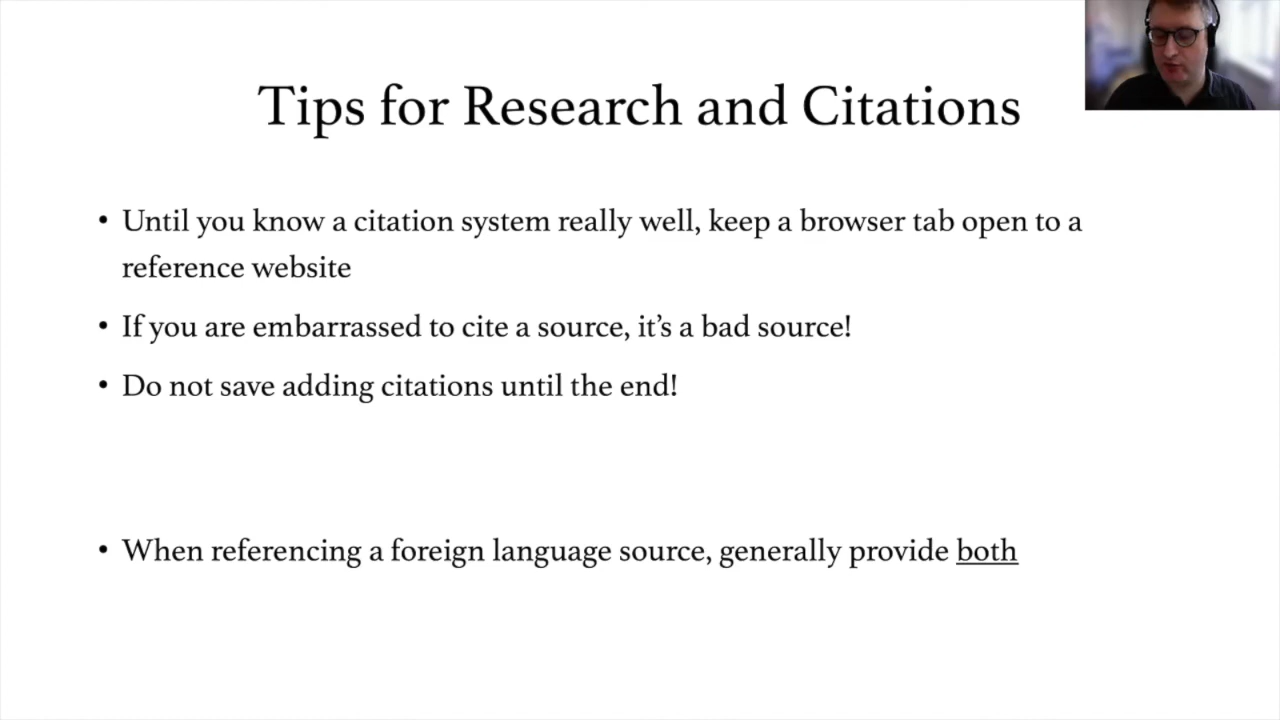 Tips for Research and Citations
• Until you know a citation system really well, keep a browser tab open to a
reference website
• If you are embarrassed to cite a source, it’s a bad source!
• Do not save adding citations until the end!
• When referencing a foreign language source, generally provide both